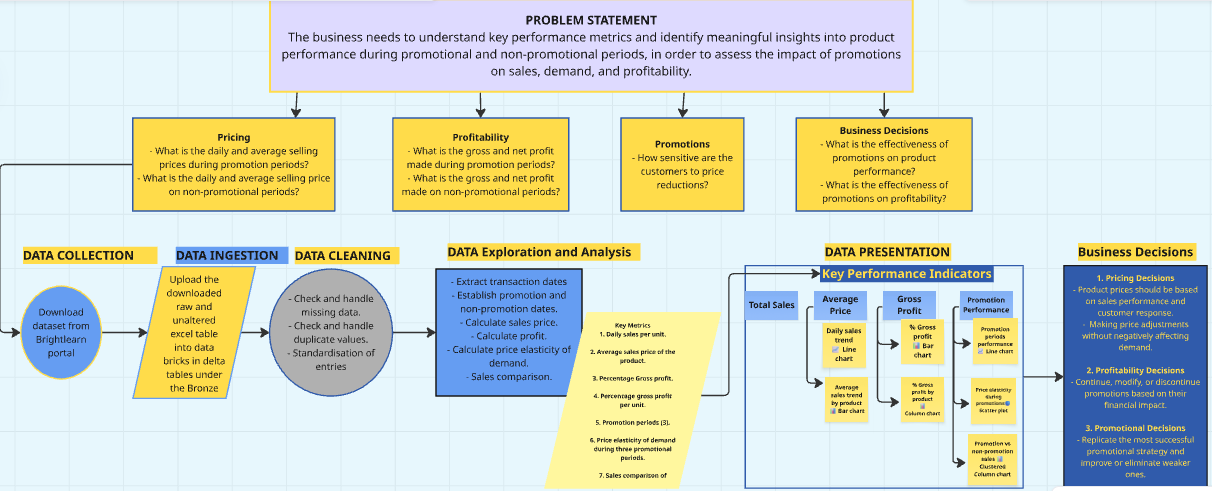 PROBLEM STATEMENT
The business needs to understand key performance metrics and identify meaningful insights into product
performance during promotional and non-promotional periods, in order to assess the impact of promotions
on sales, demand, and profitability.
Pricing
- What is the daily and average selling
prices during promotion periods?
- What is the daily and average selling price
on non-promotional periods?
Profitability
- What is the gross and net profit
made during promotion periods?
- What is the gross and net profit
made on non-promotional periods?
Promotions
- How sensitive are the
customers to price
reductions?
Business Decisions
- What is the effectiveness of
promotions on product
performance?
- What is the effectiveness of
promotions on profitability?
DATA COLLECTION
Download
dataset from
Brightlearn
portal
DATA INGESTION
Upload the
downloaded
raw and
unaltered
excel table
into data
bricks in delta
tables under
the Bronze
DATA CLEANING
- Check and handle
missing data.
- Check and handle
duplicate values.
- Standardisation of
entries
DATA Exploration and Analysis
- Extract transaction dates
- Establish promotion and
non-promotion dates.
- Calculate sales price.
- Calculate profit.
- Calculate price elasticity of
demand.
- Sales comparison.
Key Metrics
1. Daily sales per unit.
2. Average sales price of the
product.
3. Percentage Gross profit.
4. Percentage gross profit
per unit.
5. Promotion periods (3).
6. Price elasticity of demand
during three promotional
periods.
7. Sales comparison of
DATA PRESENTATION
Key Performance Indicators
Total Sales
Average
Price
Daily sales
trend
Line
chart
Average
sales trend
by product
Bar chart
Gross
Profit
% Gross
profit
Bar
chart
% Gross
profit by
product
Column chart
Promotion
Performance
Promotion
periods
performance
Line chart
Price elasticity
during
promotions
Scatter plot
Promotion vs
non-promotion
sales
Clustered
Column chart
Business Decisions
1. Pricing Decisions
- Product prices should be based
on sales performance and
customer response.
- Making price adjustments
without negatively affecting
demand.
2. Profitability Decisions
- Continue, modify, or discontinue
promotions based on their
financial impact.
3. Promotional Decisions
- Replicate the most successful
promotional strategy and
improve or eliminate weaker
ones.